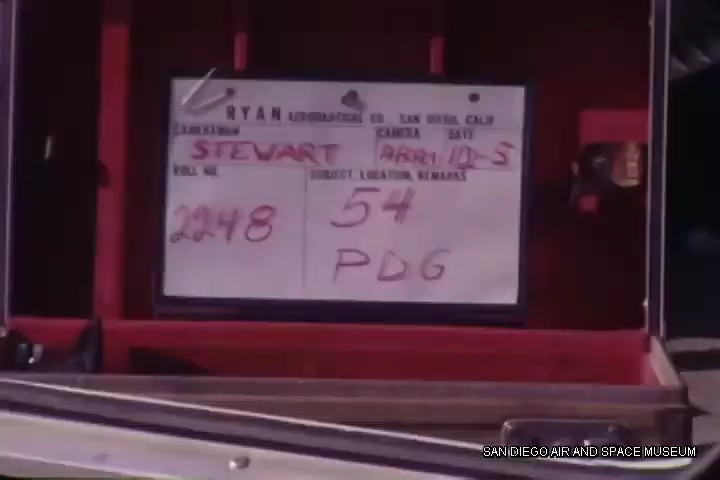 RYAN AERONAUTICAL CO. SAN DIEGO, CALIF
CAMERAMAN CAMERA DATE
STEWART ARRI 10-5
ROLL NO. SUBJECT, LOCATION, REMARKS
2248 54
PDG
SAN DIEGO AIR AND SPACE MUSEUM